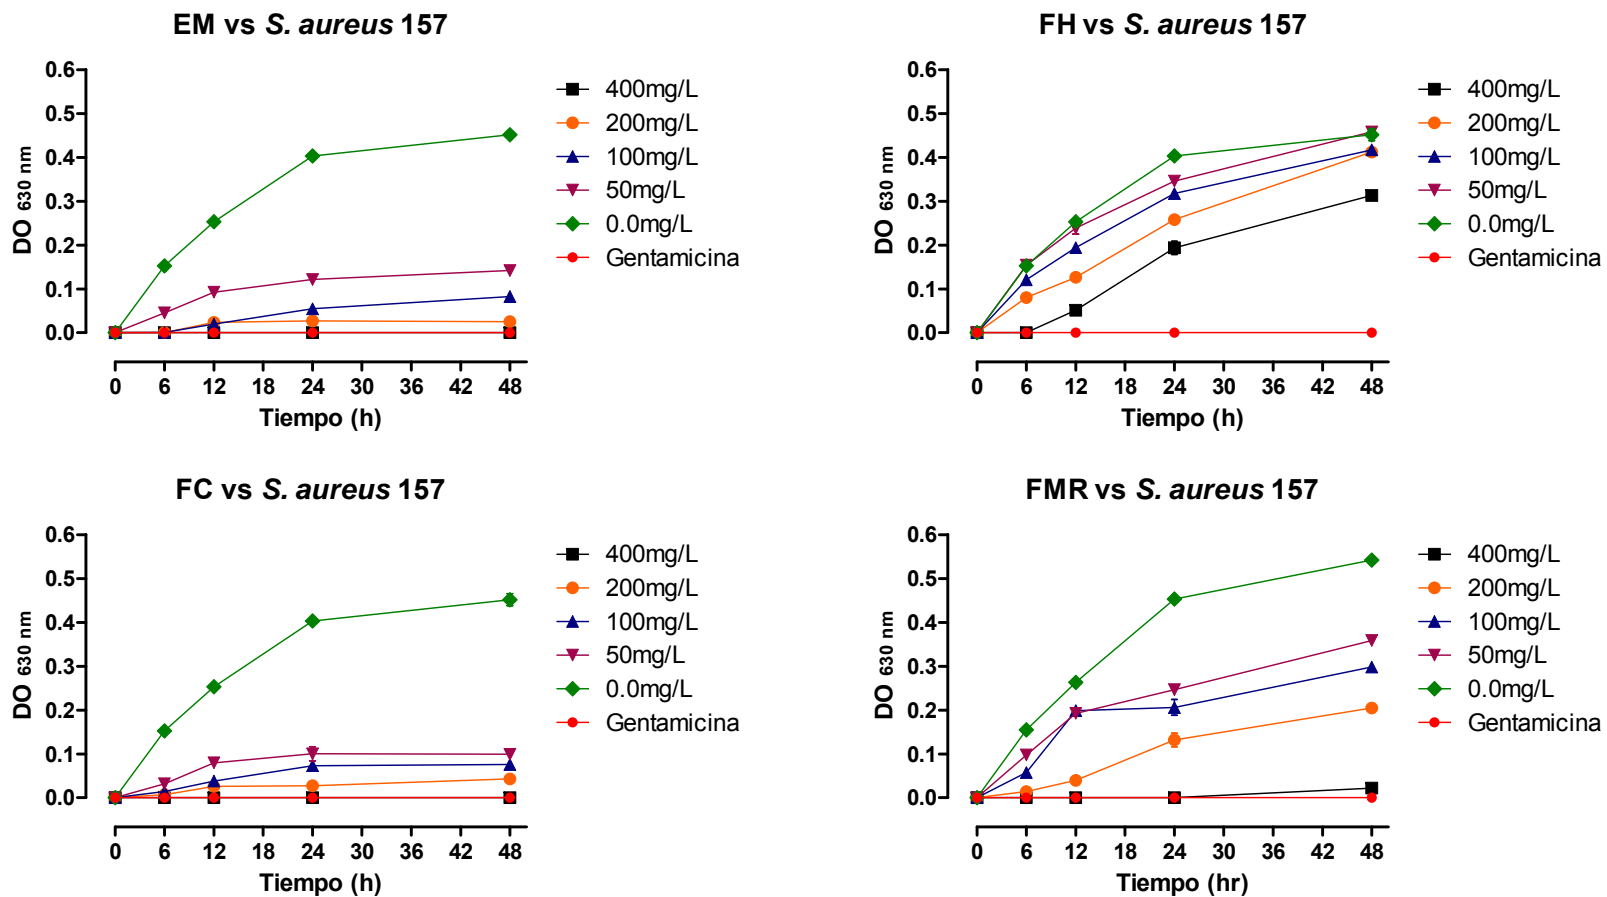 EM vs S. aureus 157
0.6
0.5
0.4
0.3
0.2
0.1
0.0
DO 630 nm
0 6 12 18 24 30 36 42 48
Tiempo (h)
400mg/L
200mg/L
100mg/L
50mg/L
0.0mg/L
Gentamicina
FH vs S. aureus 157
0.6
0.5
0.4
0.3
0.2
0.1
0.0
DO 630 nm
0 6 12 18 24 30 36 42 48
Tiempo (h)
400mg/L
200mg/L
100mg/L
50mg/L
0.0mg/L
Gentamicina
FC vs S. aureus 157
0.6
0.5
0.4
0.3
0.2
0.1
0.0
DO 630 nm
0 6 12 18 24 30 36 42 48
Tiempo (h)
400mg/L
200mg/L
100mg/L
50mg/L
0.0mg/L
Gentamicina
FMR vs S. aureus 157
0.6
0.5
0.4
0.3
0.2
0.1
0.0
DO 630 nm
0 6 12 18 24 30 36 42 48
Tiempo (hr)
400mg/L
200mg/L
100mg/L
50mg/L
0.0mg/L
Gentamicina